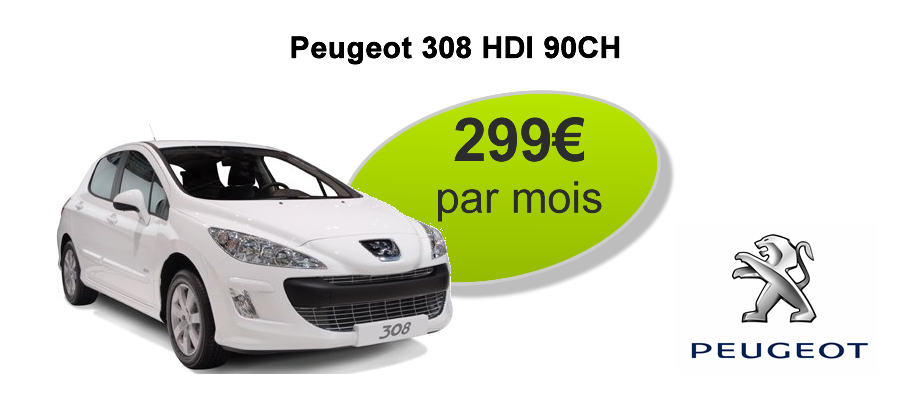 Peugeot 308 HDI 90CH
299€
par mois
308
PEUGEOT